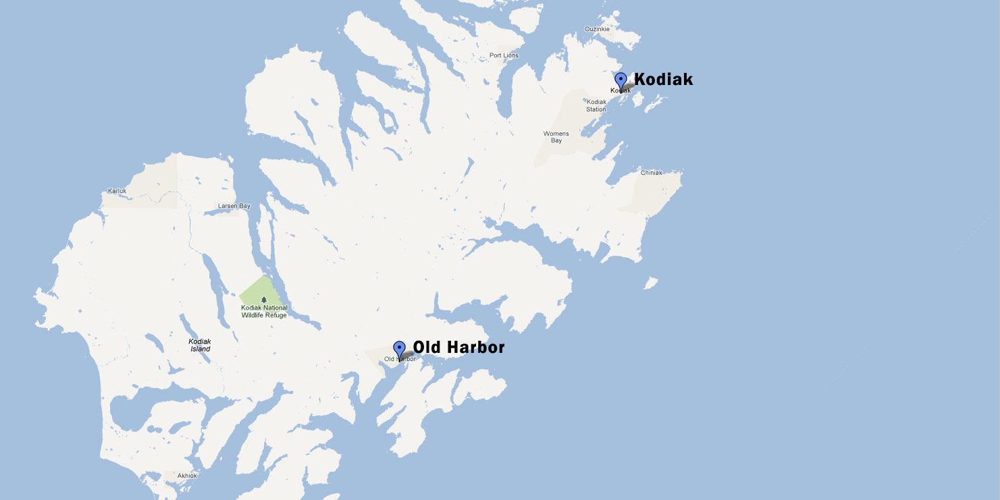 Ouzinkie
Port Lions
Kodiak
Kodiak
Kodiak
Station
Womens
Bay
Chiniak
Karluk
Larsen Bay
Kodiak National
Wildlife Refuge
Kodiak
Island
Old Harbor
Old Harbor
Akhiok